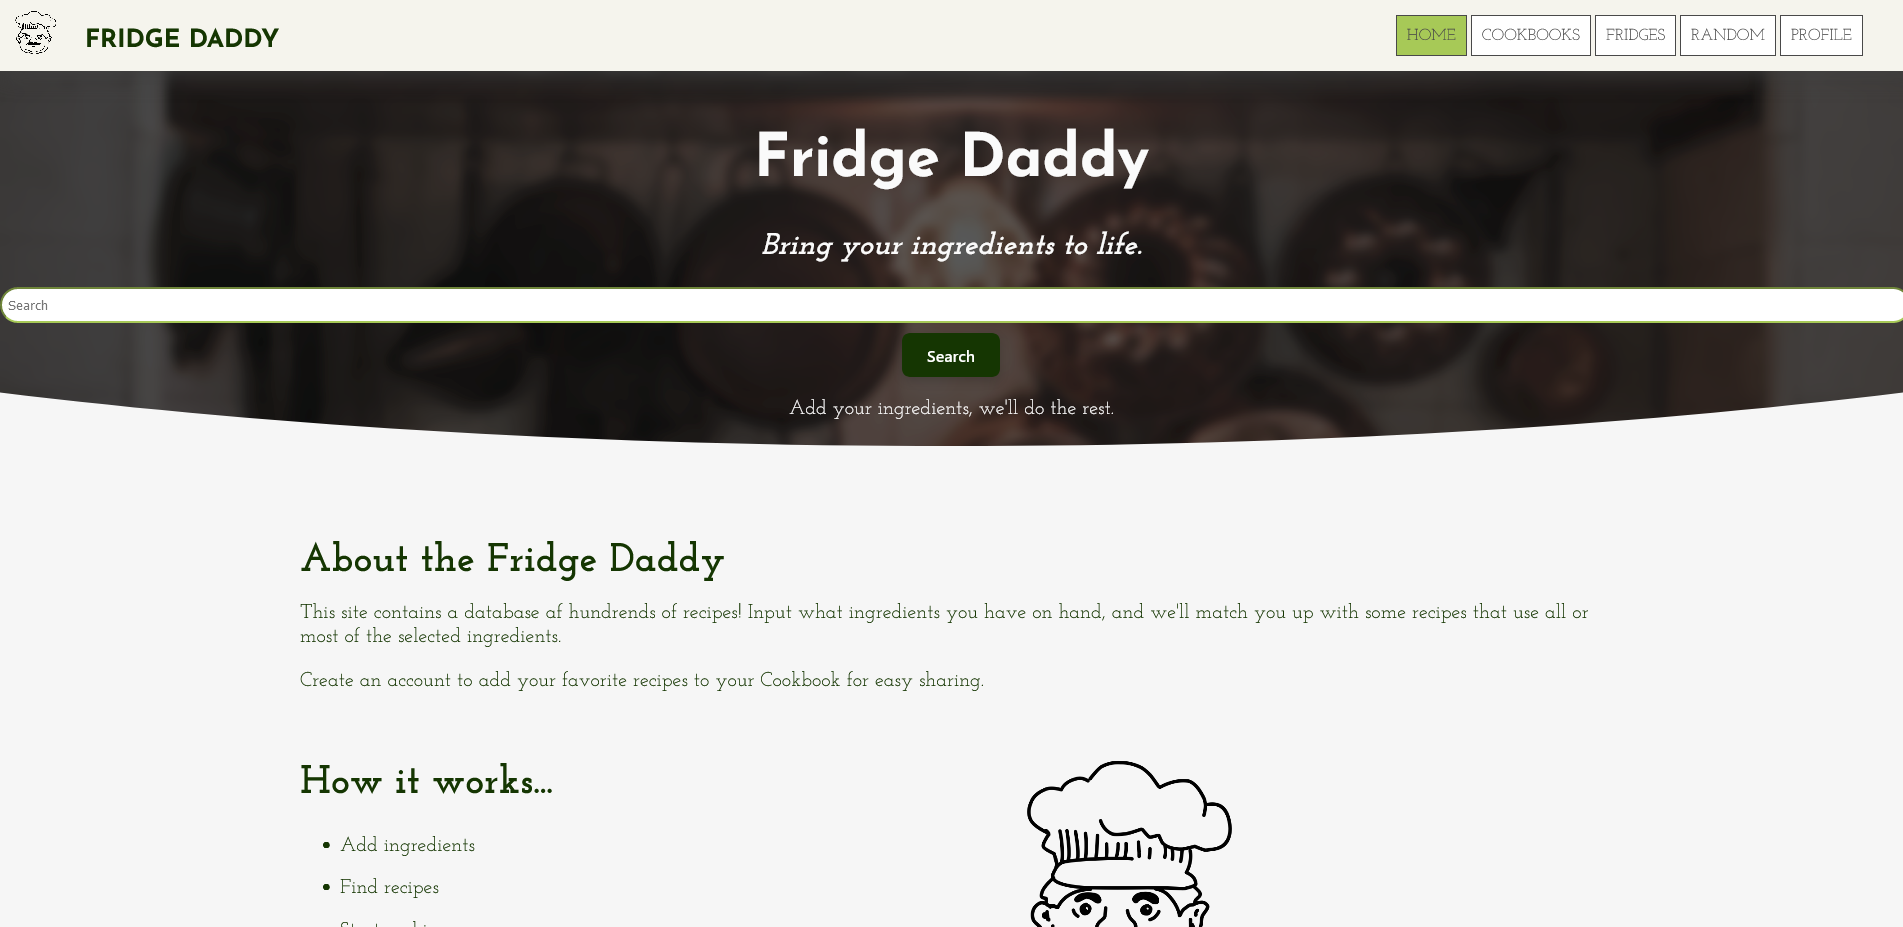 FRIDGE DADDY
HOME COOKBOOKS FRIDGES RANDOM PROFILE
Fridge Daddy
Bring your ingredients to life.
Search
Search
Add your ingredients, we'll do the rest.
About the Fridge Daddy
This site contains a database af hundrends of recipes! Input what ingredients you have on hand, and we'll match you up with some recipes that use all or
most of the selected ingredients.
Create an account to add your favorite recipes to your Cookbook for easy sharing.
How it works...
Add ingredients
Find recipes